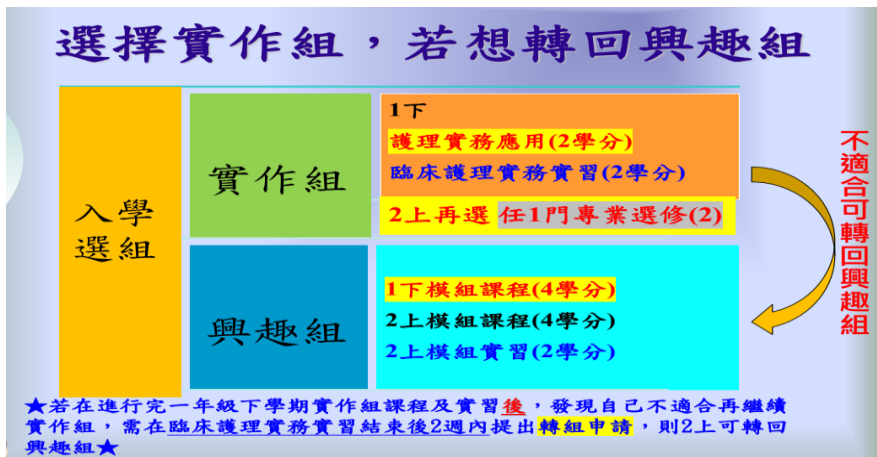 選擇實作組，若想轉回興趣組
入學
選組
實作組
1下
護理實務應用(2學分)
臨床護理實務實習(2學分)
2上再選 任1門專業選修(2)
興趣組
1下模組課程(4學分)
2上模組課程(4學分)
2上模組實習(2學分)
不適合可轉回興趣組
★若在進行完一年級下學期實作組課程及實習後，發現自己不適合再繼續
實作組，需在臨床護理實務實習結束後2週內提出轉組申請，則2上可轉回
興趣組★